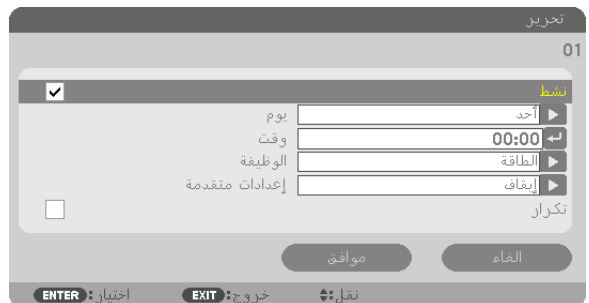 تحرير
01
نشط
يوم أحد
وقت 00:00
الوظيفة الطاقة
إعدادات متقدمة إيقاف
تكرار
موافق الغاء
ENTER: اختيار EXIT: خروج نقل: